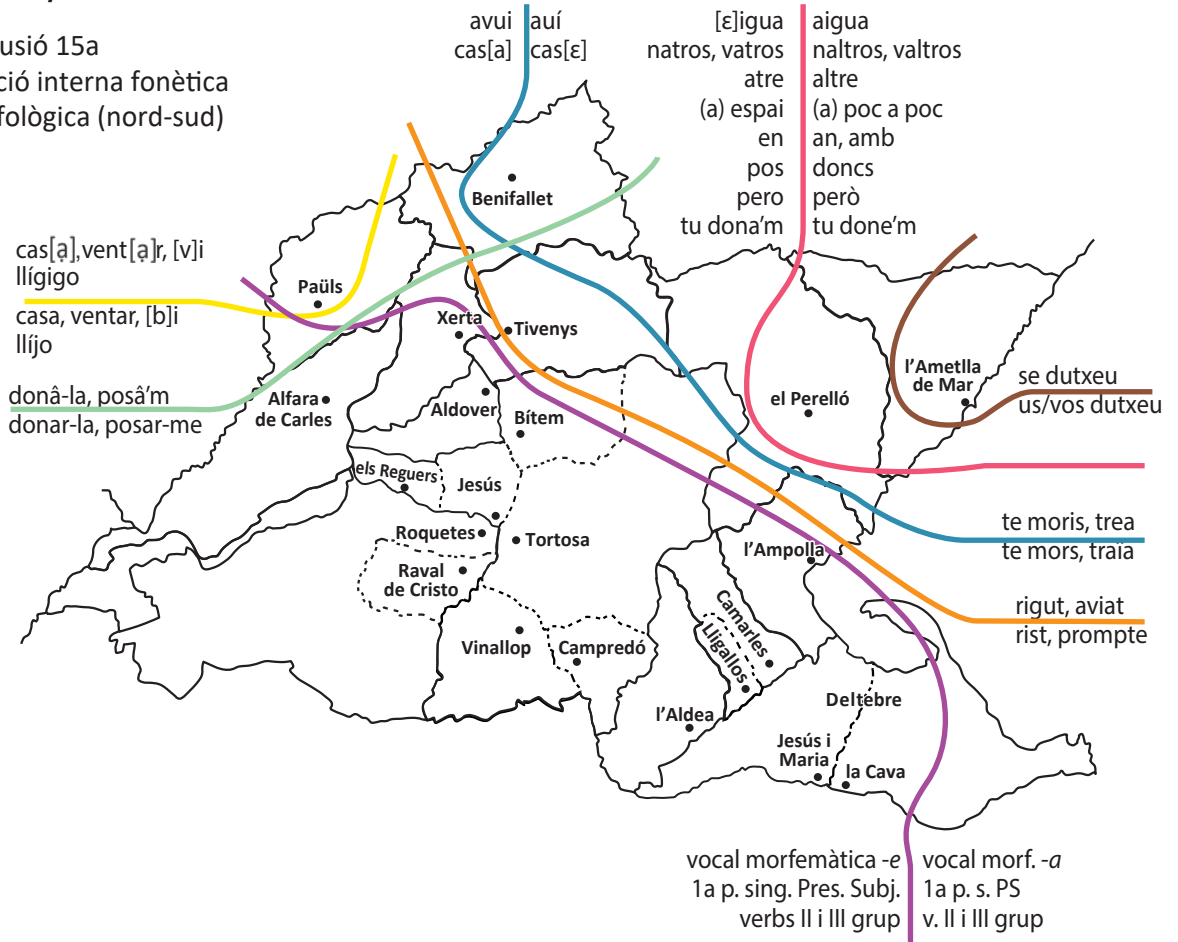 usió 15a
ció interna fonètica
fològica (nord-sud)
avui auí
cas[a] cas[ɛ]
[ɛ]igua aigua
natros, vatros naltros, valtros
atre altre
(a) espai (a) poc a poc
en an, amb
pos doncs
pero però
tu dona'm tu done'm
cas[ạ],vent[ạ]r, [v]i
llígigo
casa, ventar, [b]i
llíjo
donâ-la, posâ'm
donar-la, posar-me
Benifallet
Paüls
Xerta
Tivenys
l'Ametlla
de Mar
se dutxeu
us/vos dutxeu
el Perelló
Alfara
de Carles
Aldover
Bítem
els Reguers
Jesús
Roquetes
Tortosa
Raval
de Cristo
l'Ampolla
te moris, trea
te mors, traïa
Camarles
Lligallos
rigut, aviat
rist, prompte
Vinallop
Campredó
l'Aldea
Deltebre
Jesús i
Maria
la Cava
vocal morfemàtica -e vocal morf. -a
1a p. sing. Pres. Subj. 1a p. s. PS
verbs II i III grup v. II i III grup